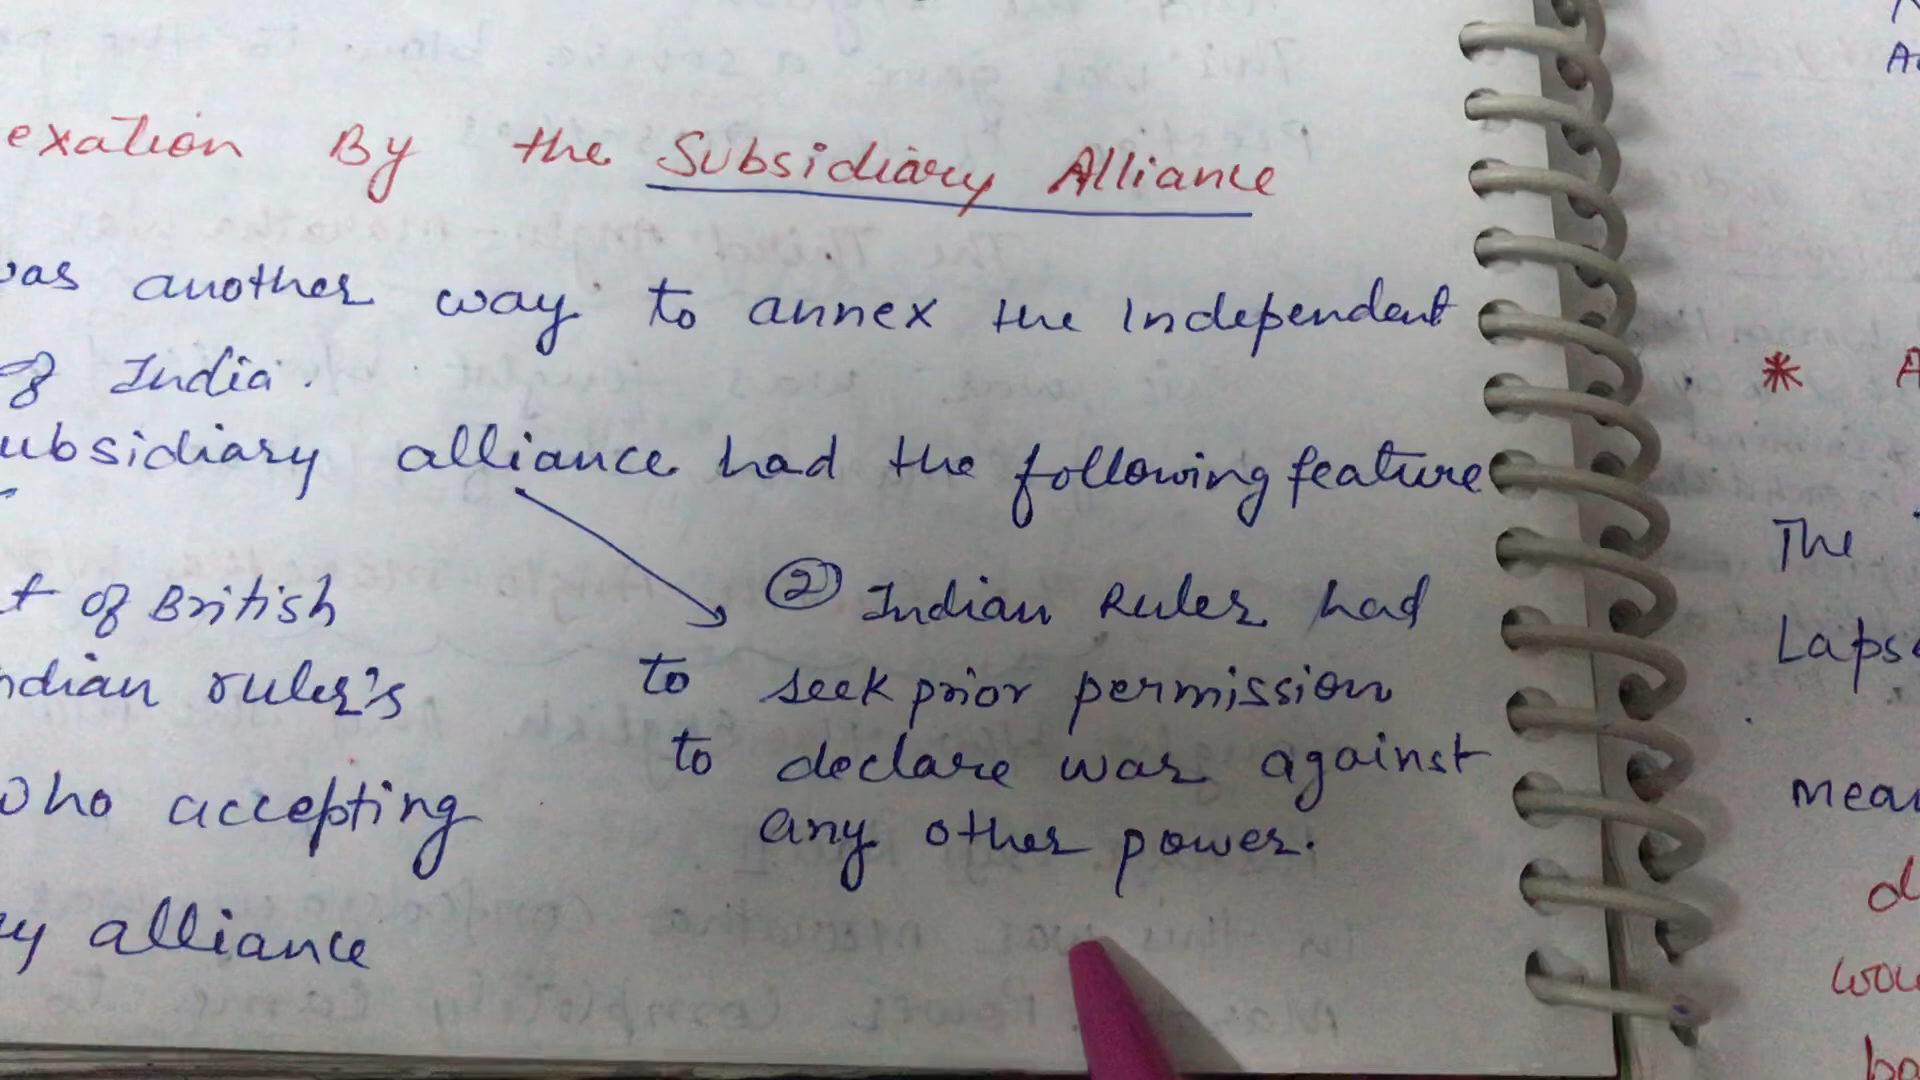 exation By the Subsidiary Alliance
was another way to annex the Independent
of India.
ubsidiary alliance had the following feature
② Indian Ruler had
to seek prior permission
to declare war against
any other power.
t of British
ndian ruler's
who accepting
ry alliance
*
The
Laps
mean